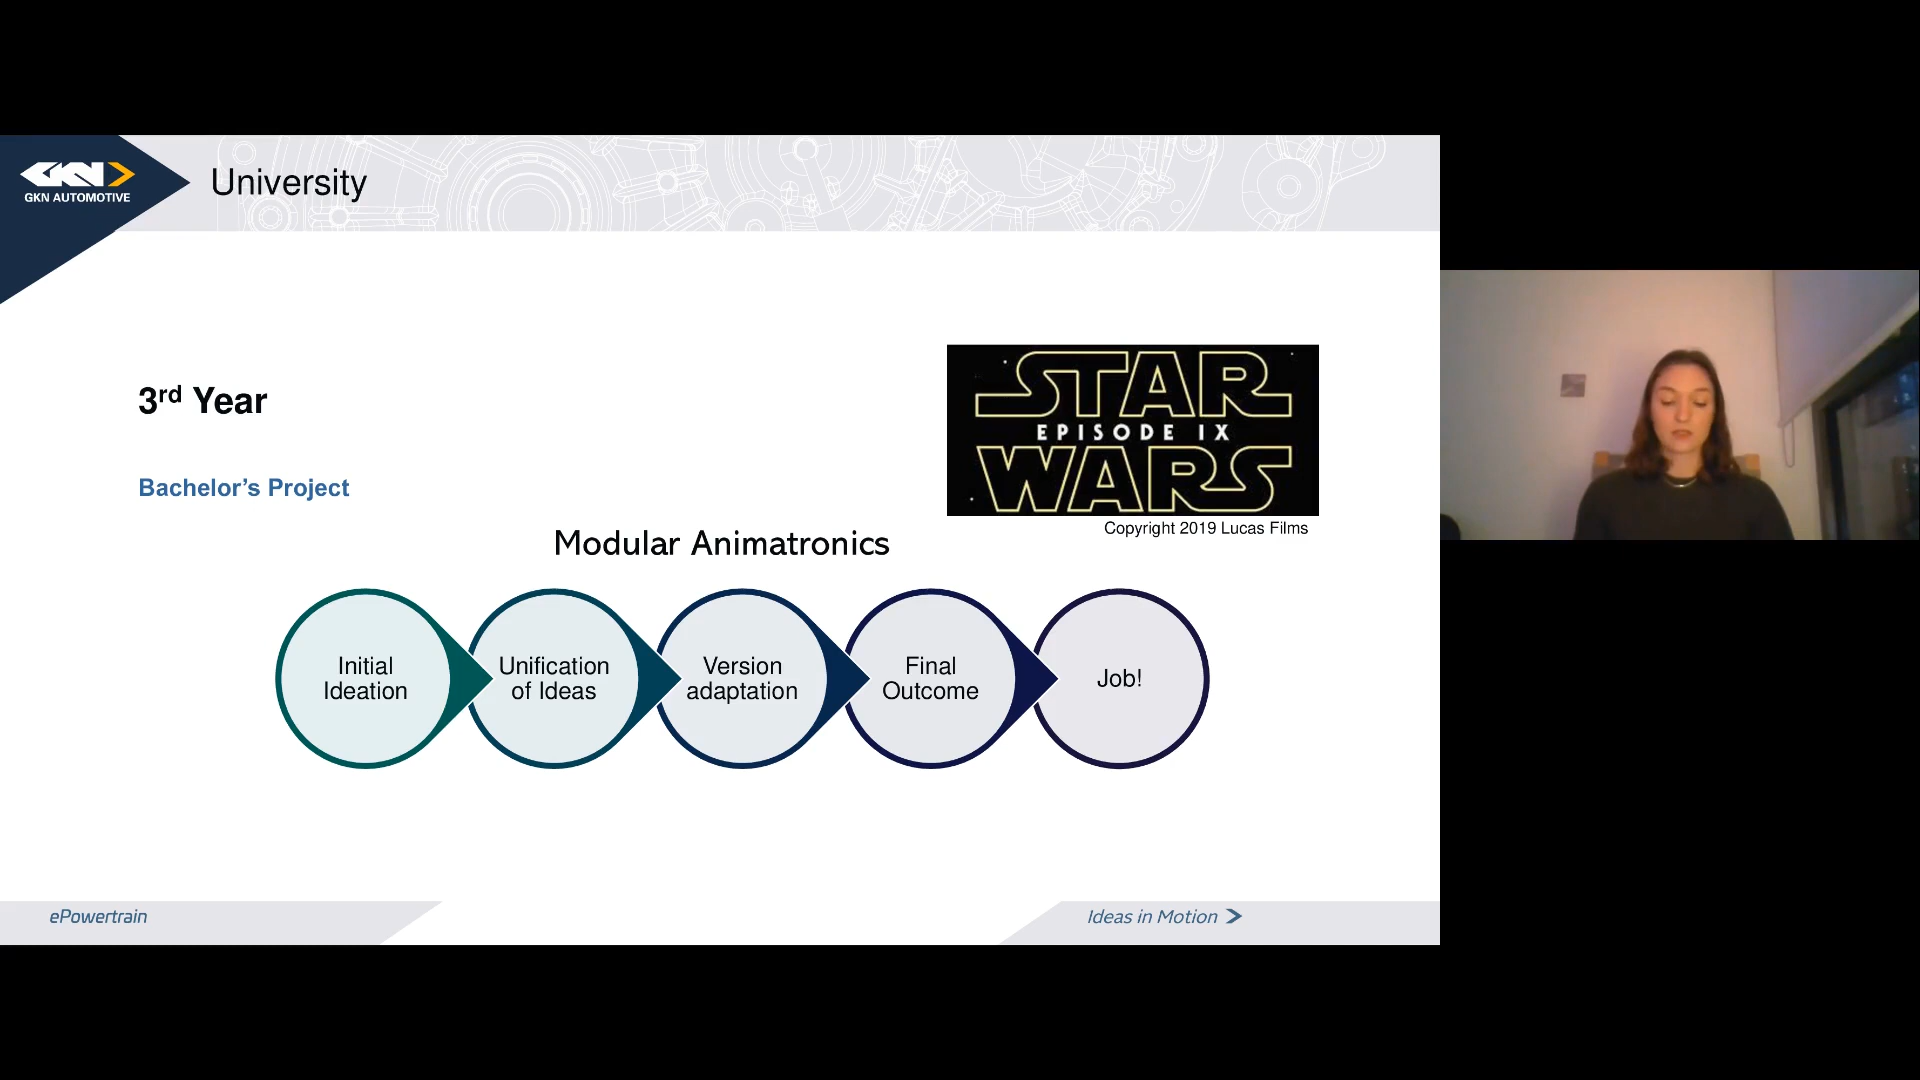 GKN
GKN AUTOMOTIVE
University
3rd Year
Bachelor's Project
STAR
EPISODE IX
WARS
Copyright 2019 Lucas Films
Modular Animatronics
Initial
Ideation
Unification
of Ideas
Version
adaptation
Final
Outcome
Job!
ePowertrain
Ideas in Motion